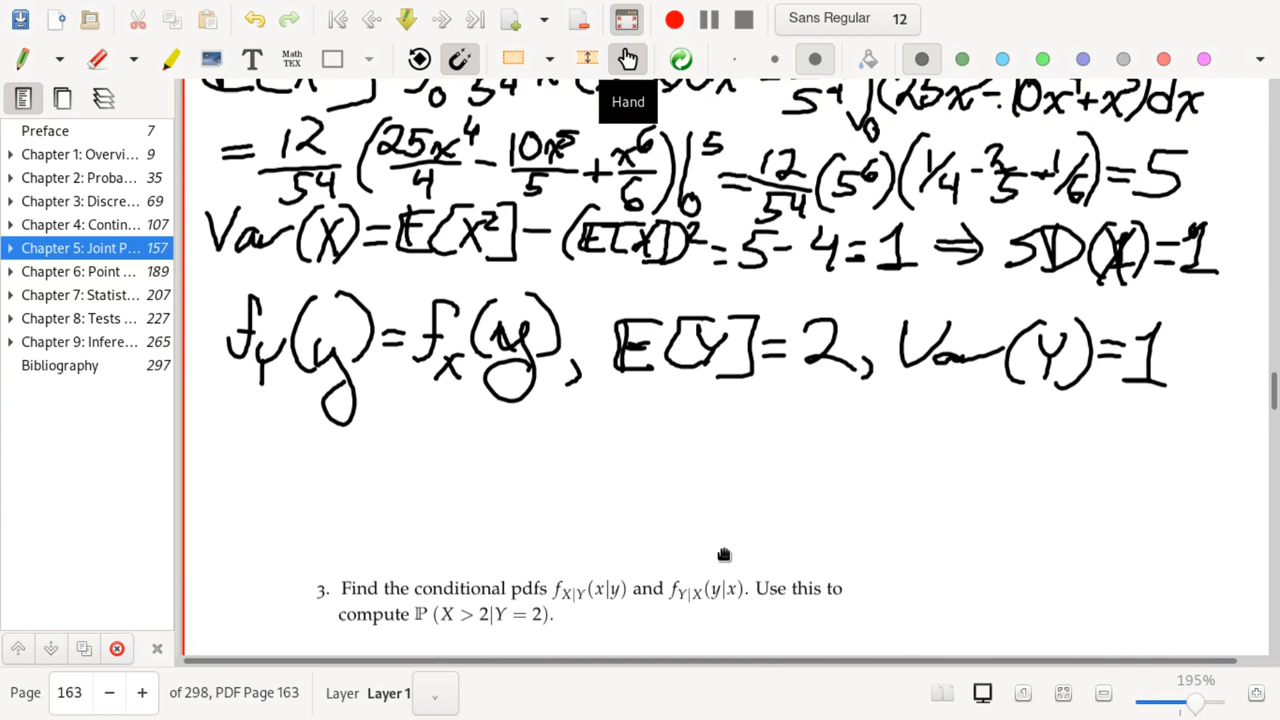 Sans Regular 12
T Math TEX
Hand
Preface 7
Chapter 1: Overvi... 9
Chapter 2: Proba... 35
Chapter 3: Discre... 69
Chapter 4: Contin... 107
Chapter 5: Joint P... 157
Chapter 6: Point ... 189
Chapter 7: Statist... 207
Chapter 8: Tests ... 227
Chapter 9: Infere... 265
Bibliography 297
(25x² - 10x⁴ + x⁵)dx
= 12/5⁴ (25x⁴/4 - 10x⁵/5 + x⁶/6) |₀⁵ = 12/5⁴ (5⁶)(1/4 - 2/5 + 1/6) = 5
Var(X) = E[X²] - (E[X])² = 5 - 4 = 1 ⇒ SD(X) = 1
f_Y(y) = f_X(y), E[Y] = 2, Var(Y) = 1
3. Find the conditional pdfs f_{X|Y}(x|y) and f_{Y|X}(y|x). Use this to
compute ℙ (X > 2|Y = 2).
Page 163 − + of 298, PDF Page 163 Layer Layer 1 195%